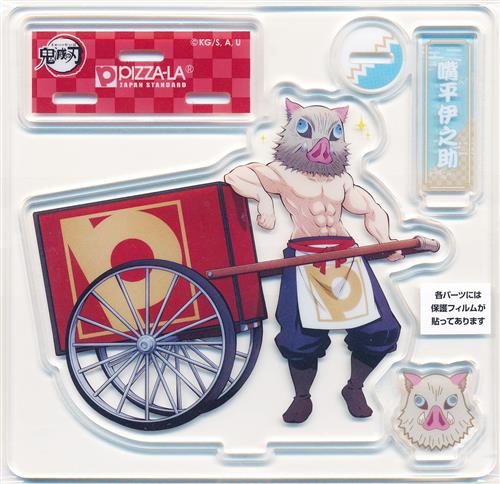 鬼滅の刃
©KG/S, A, U
PIZZA-LA®
JAPAN STANDARD
嘴平伊之助
各パーツには
保護フィルムが
貼ってあります